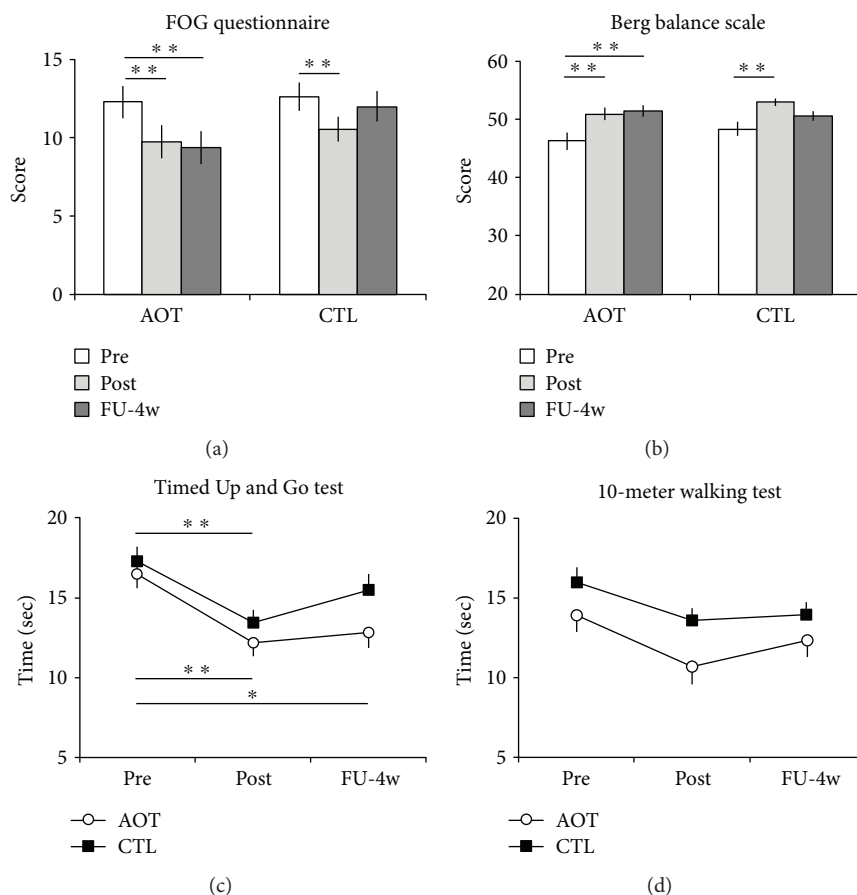 FOG questionnaire
15
10
5
0
Score
* *
* *
* *
AOT
CTL
Pre
Post
FU-4w
(a)
Berg balance scale
60
50
40
30
20
Score
* *
* *
* *
AOT
CTL
Pre
Post
FU-4w
(b)
Timed Up and Go test
20
15
10
5
Time (sec)
* *
* *
*
Pre
Post
FU-4w
AOT
CTL
(c)
10-meter walking test
20
15
10
5
Time (sec)
Pre
Post
FU-4w
AOT
CTL
(d)